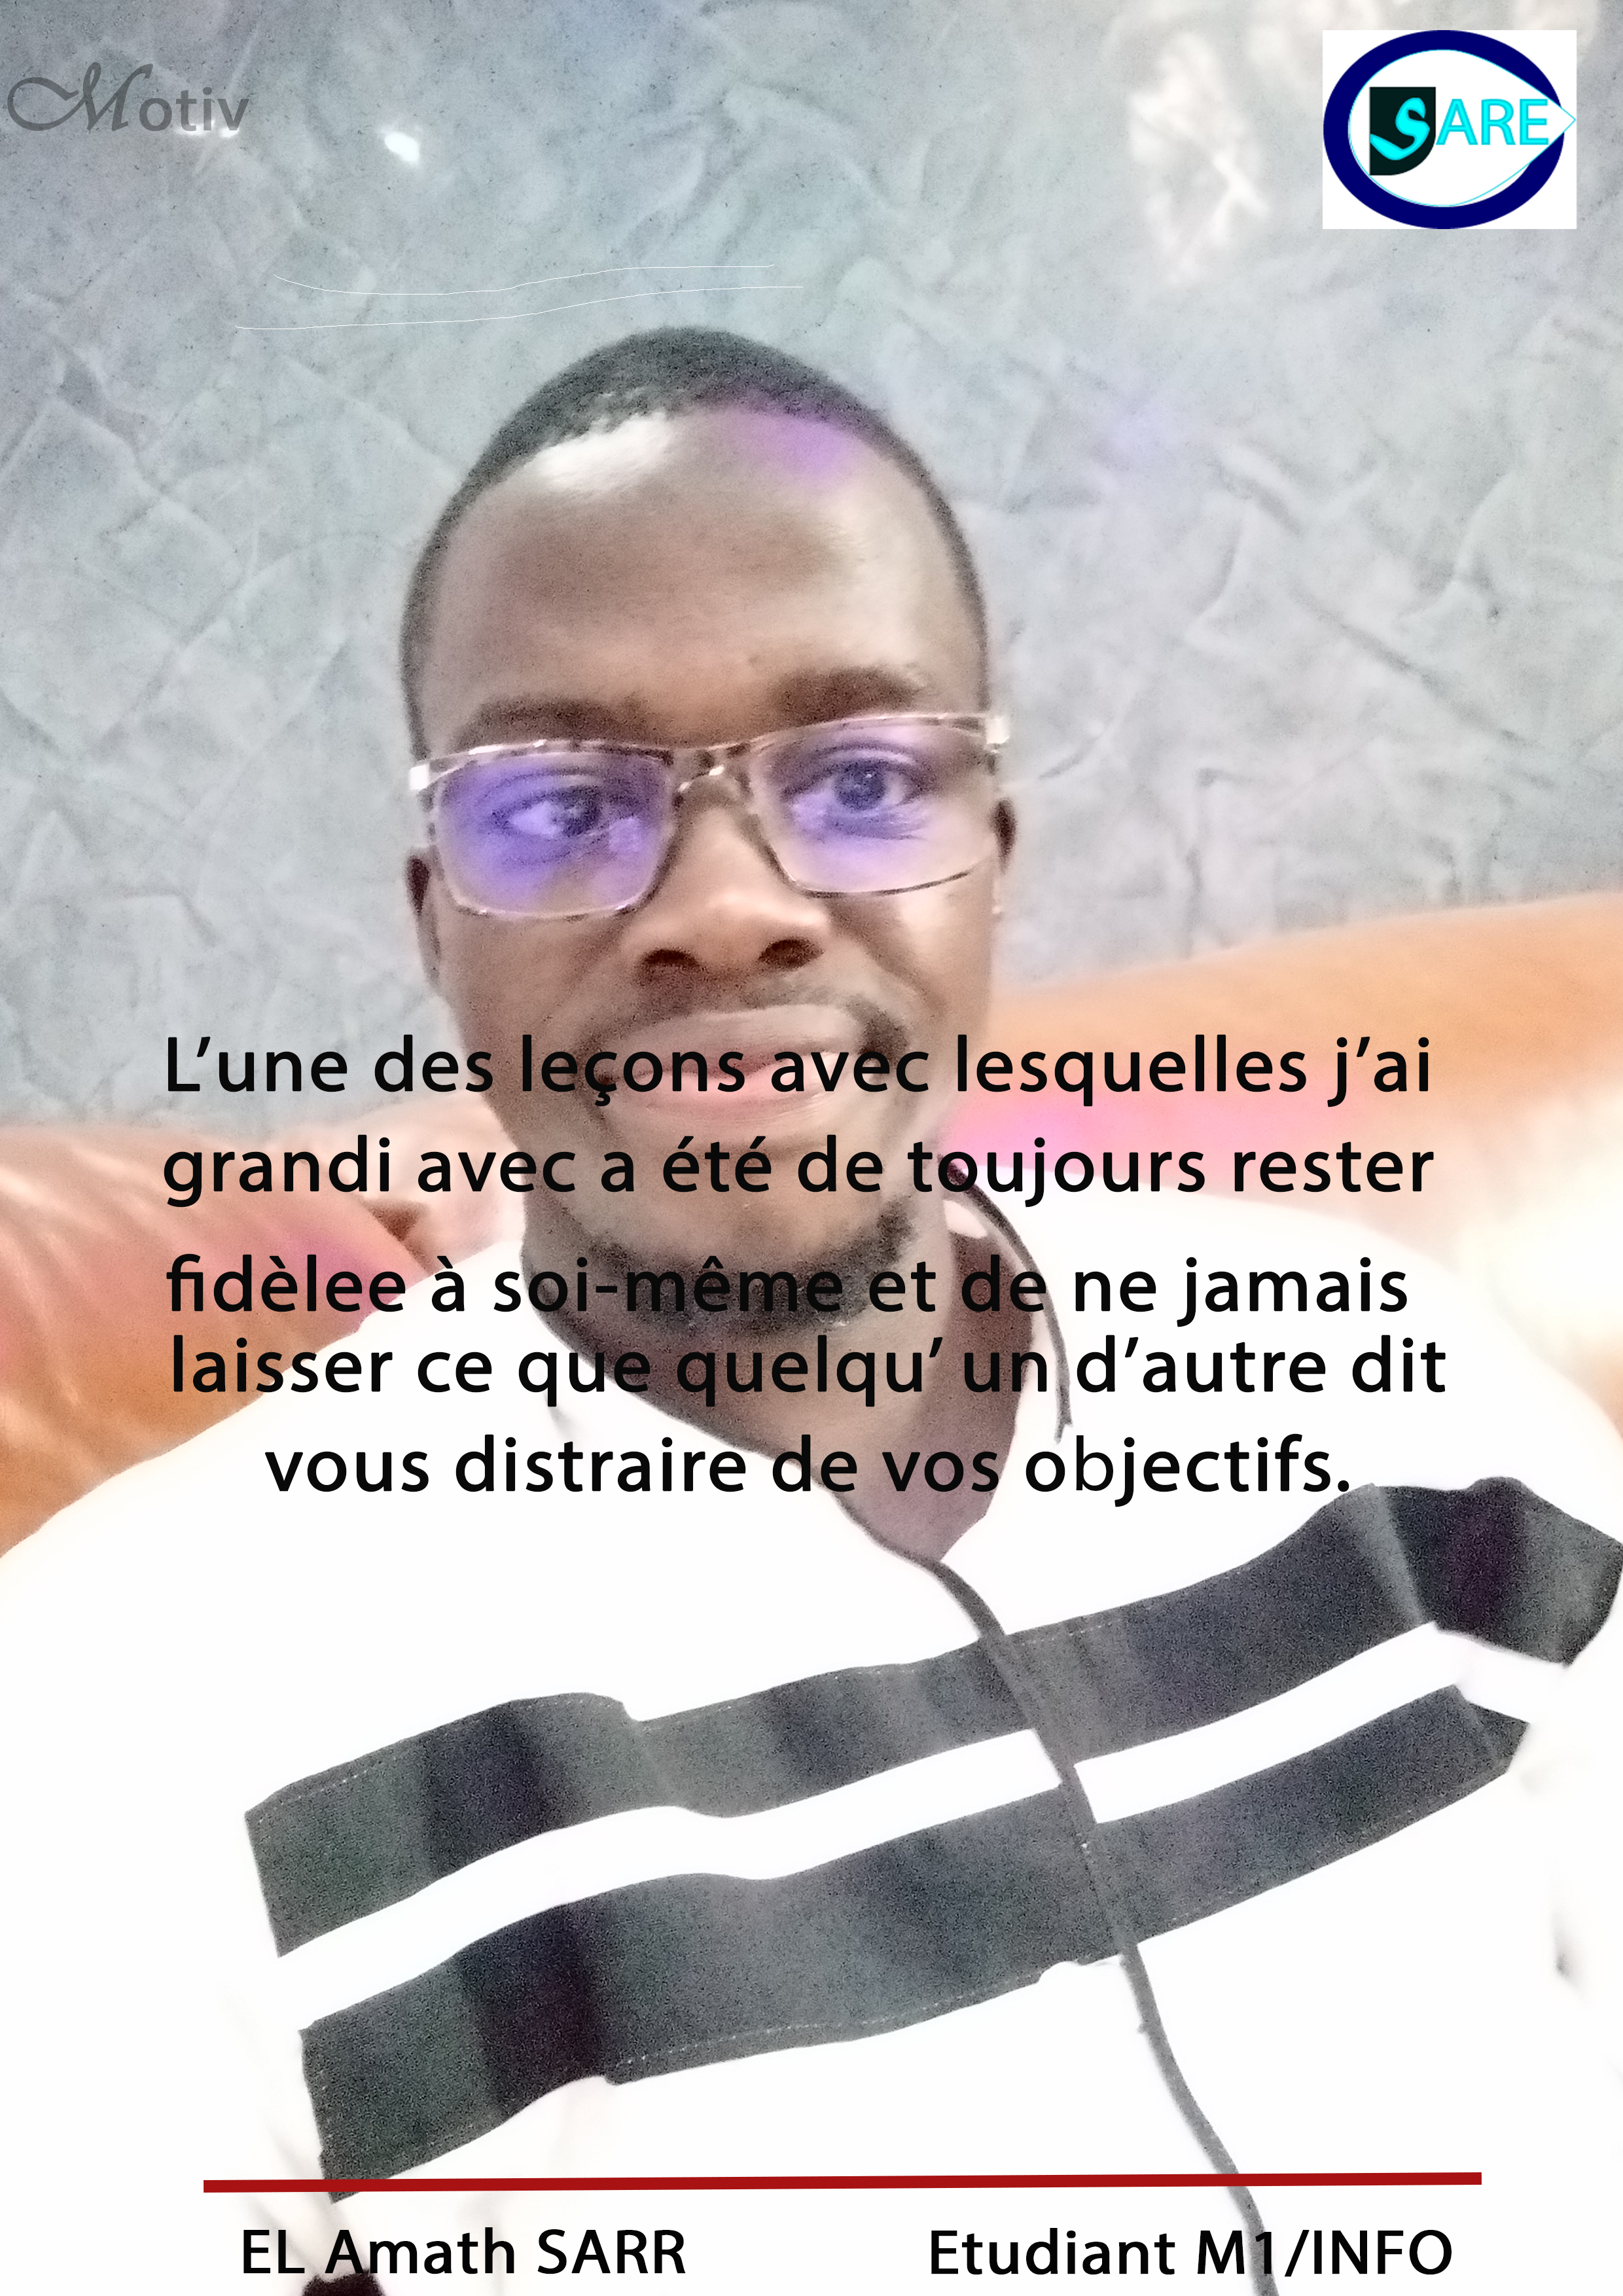 Motiv
SARE
L’une des leçons avec lesquelles j’ai
grandi avec a été de toujours rester
fidèlee à soi-même et de ne jamais
laisser ce que quelqu’ un d’autre dit
vous distraire de vos objectifs.
EL Amath SARR
Etudiant M1/INFO